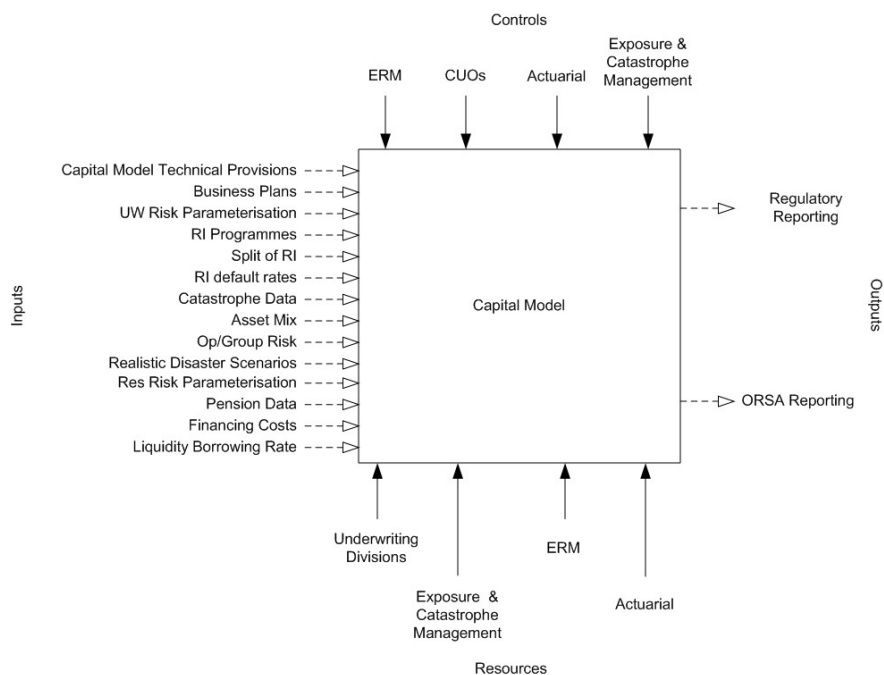 Controls
ERM
CUOs
Actuarial
Exposure &
Catastrophe
Management
Inputs
Capital Model Technical Provisions
Business Plans
UW Risk Parameterisation
RI Programmes
Split of RI
RI default rates
Catastrophe Data
Asset Mix
Op/Group Risk
Realistic Disaster Scenarios
Res Risk Parameterisation
Pension Data
Financing Costs
Liquidity Borrowing Rate
Capital Model
Regulatory
Reporting
ORSA Reporting
Outputs
Underwriting
Divisions
Exposure &
Catastrophe
Management
ERM
Actuarial
Resources